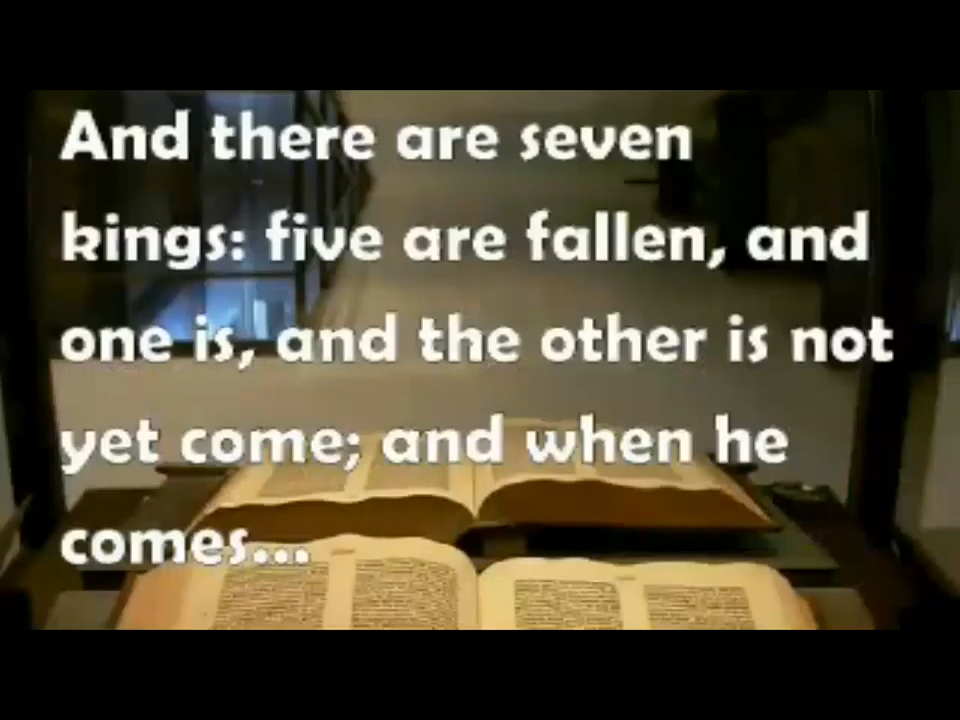 And there are seven
kings: five are fallen, and
one is, and the other is not
yet come; and when he
comes...